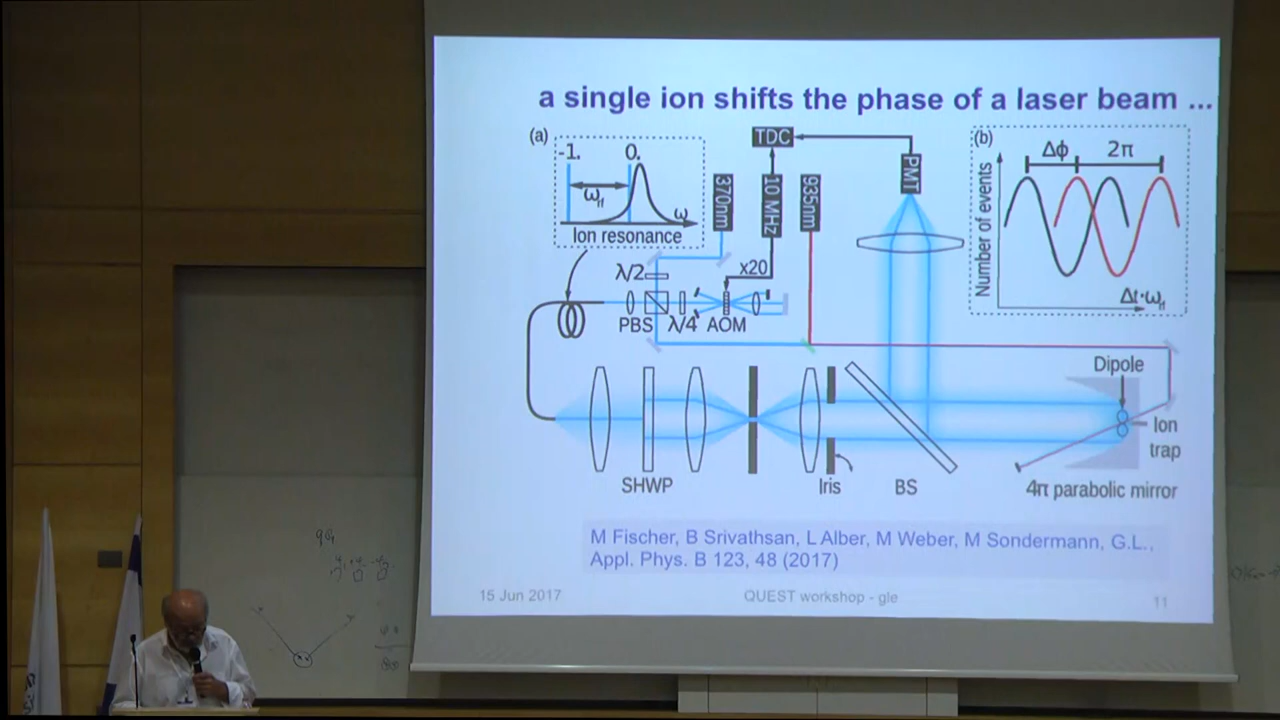 a single ion shifts the phase of a laser beam ...
(a)
-1.
0.
ω_rf
ω
Ion resonance
TDC
370nm
10 MHz
935nm
PMT
(b)
Δϕ
2π
Number of events
Δt·ω_rf
λ/2
x20
PBS
λ/4
AOM
Dipole
Ion
trap
SHWP
Iris
BS
4π parabolic mirror
M Fischer, B Srivathsan, L Alber, M Weber, M Sondermann, G.L.,
Appl. Phys. B 123, 48 (2017)
15 Jun 2017
QUEST workshop - gle
11